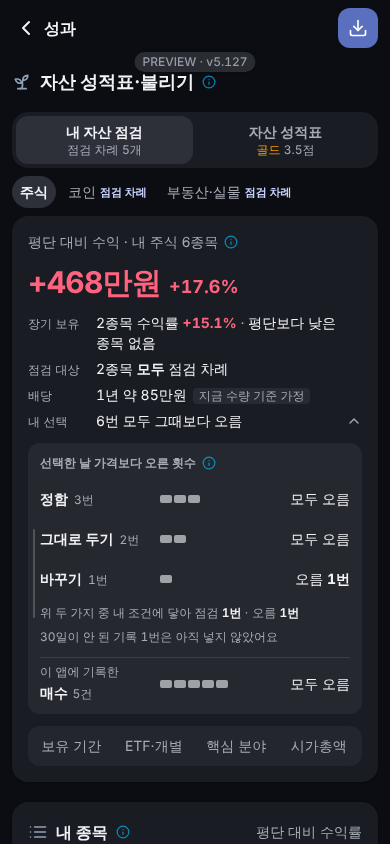 성과
PREVIEW · v5.127
자산 성적표·불리기
내 자산 점검
점검 차례 5개
자산 성적표
골드 3.5점
주식
코인 점검 차례
부동산·실물 점검 차례
평단 대비 수익 · 내 주식 6종목
+468만원 +17.6%
장기 보유 2종목 수익률 +15.1% · 평단보다 낮은
종목 없음
점검 대상 2종목 모두 점검 차례
배당 1년 약 85만원 지금 수량 기준 가정
내 선택 6번 모두 그때보다 오름
선택한 날 가격보다 오른 횟수
정함 3번 모두 오름
그대로 두기 2번 모두 오름
바꾸기 1번 오름 1번
위 두 가지 중 내 조건에 닿아 점검 1번 · 오름 1번
30일이 안 된 기록 1번은 아직 넣지 않았어요
이 앱에 기록한
매수 5건 모두 오름
보유 기간 ETF·개별 핵심 분야 시가총액
내 종목 평단 대비 수익률